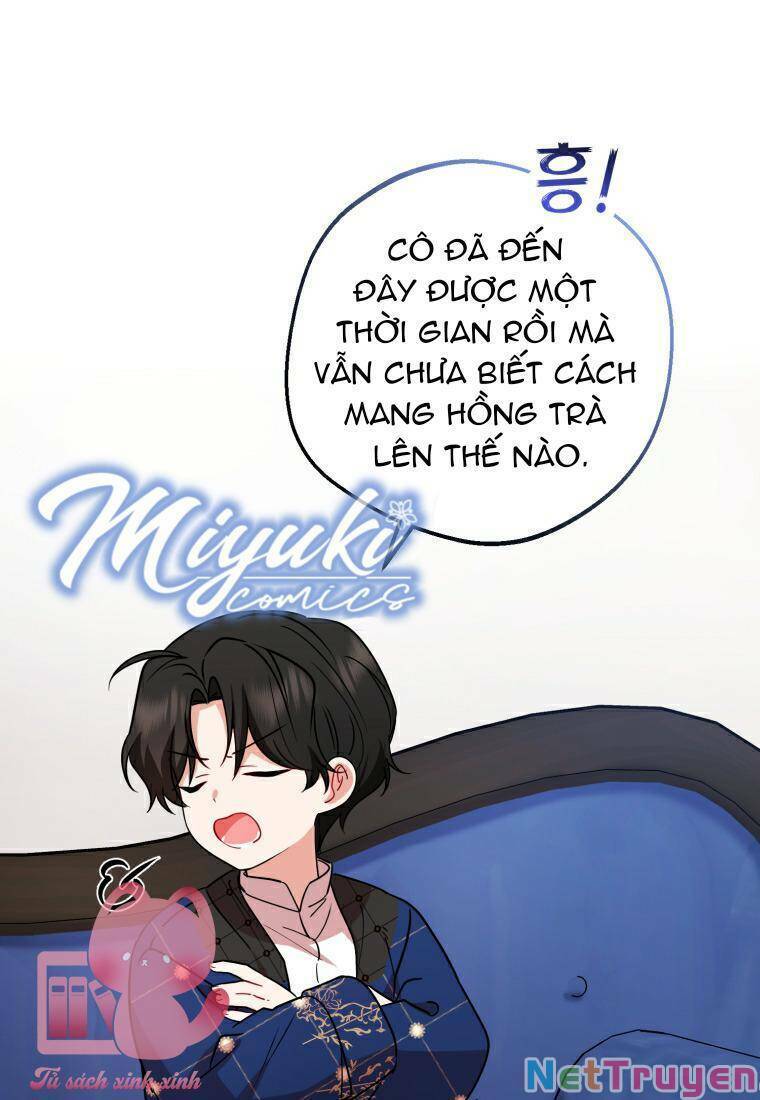 흥!
CÔ ĐÃ ĐẾN
ĐÂY ĐƯỢC MỘT
THỜI GIAN RỒI MÀ
VẪN CHƯA BIẾT CÁCH
MANG HỒNG TRÀ
LÊN THẾ NÀO.
Miyuki
comics
Tủ sách xinh xinh
NetTruyen